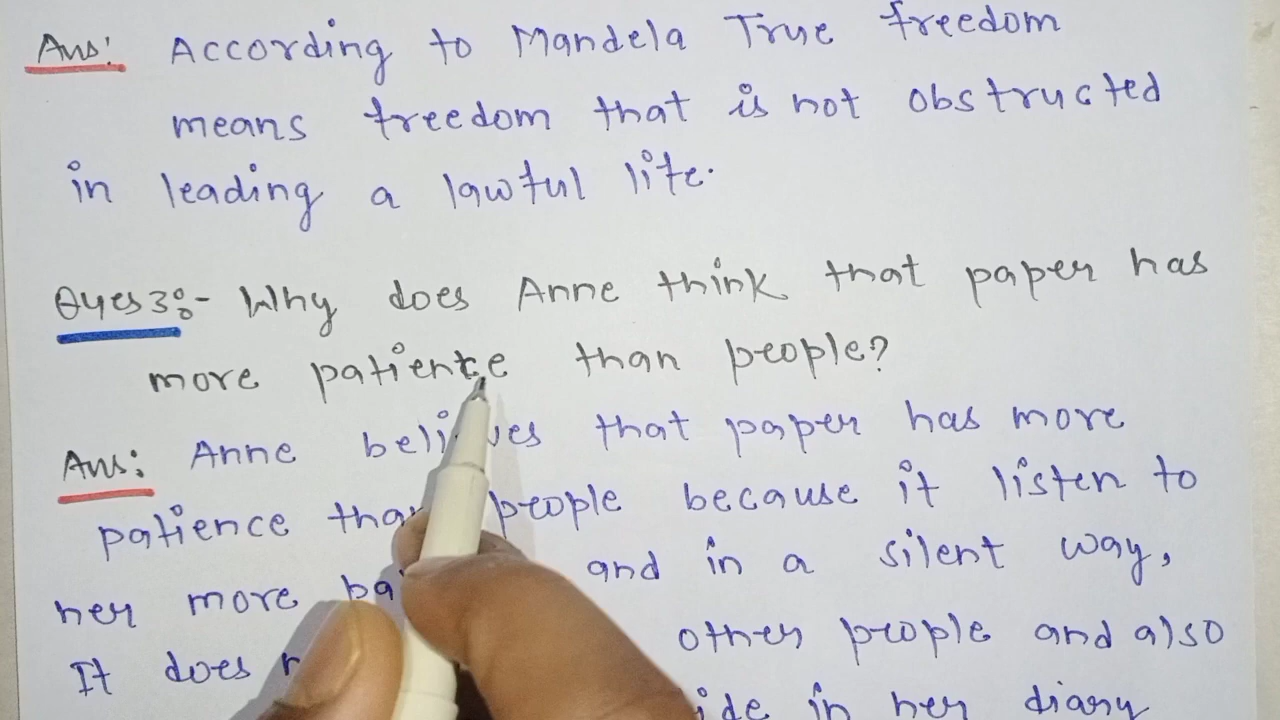 Ans: According to Mandela True freedom
means freedom that is not obstructed
in leading a lawful life.
Ques 3:- Why does Anne think that paper has
more patience than people?
Ans: Anne believes that paper has more
patience than people because it listen to
her more and in a silent way,
It does other people and also
in her diary